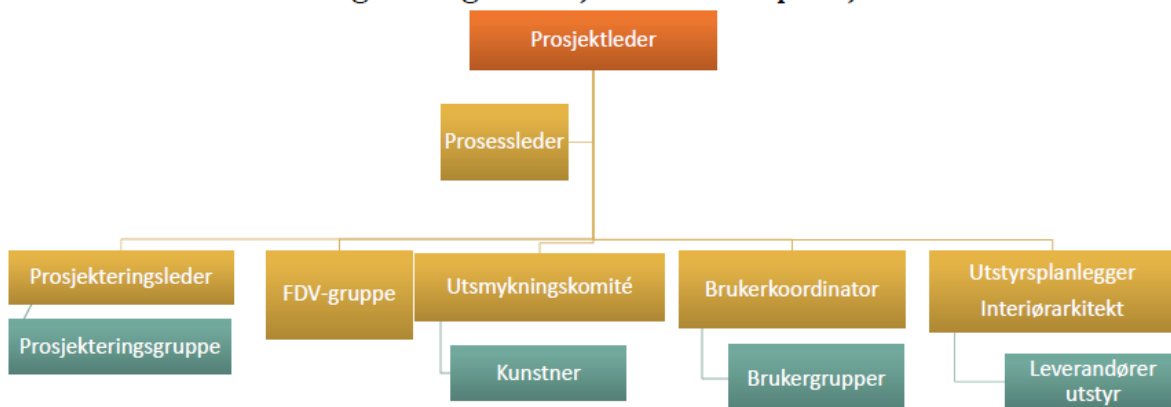 Prosjektleder
Prosessleder
Prosjekteringsleder
FDV-gruppe
Utsmykningskomité
Brukerkoordinator
Utstyrsplanlegger
Interiørarkitekt
Prosjekteringsgruppe
Kunstner
Brukergrupper
Leverandører
utstyr